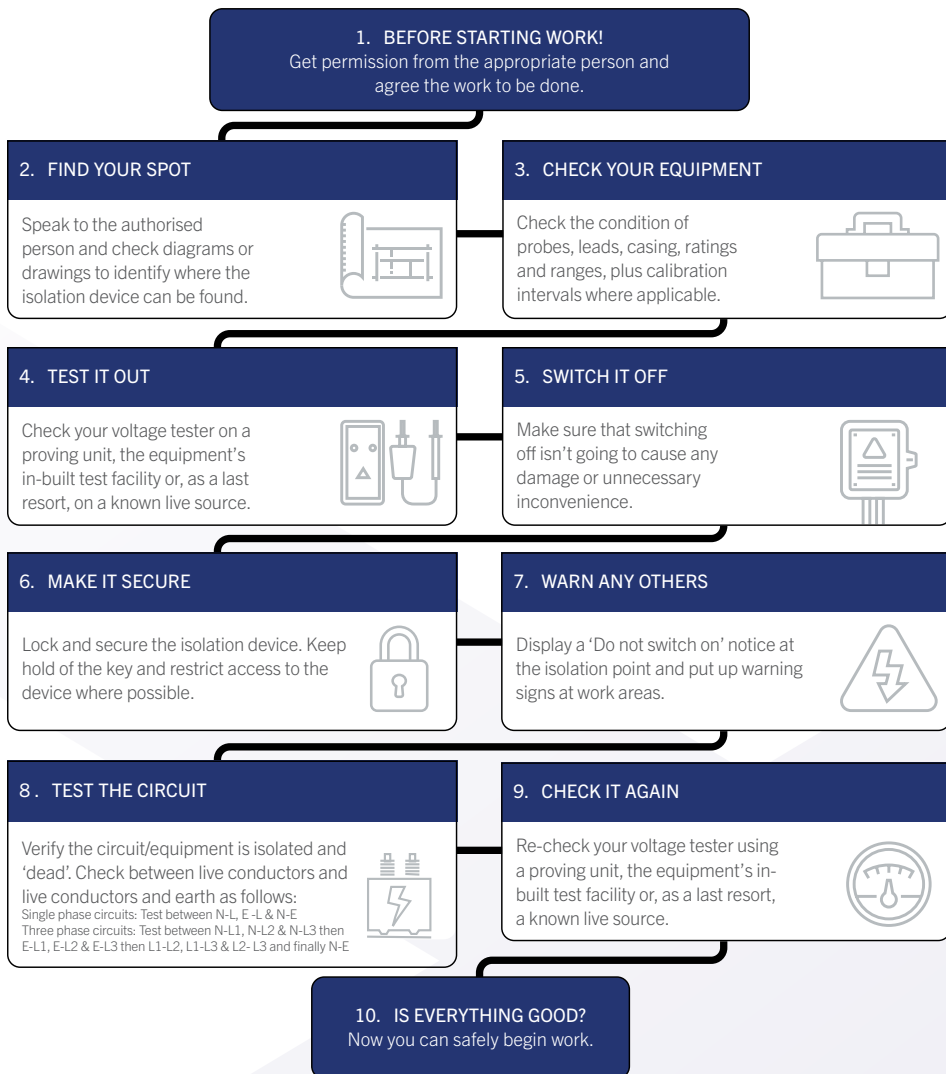 1. BEFORE STARTING WORK!
Get permission from the appropriate person and
agree the work to be done.
2. FIND YOUR SPOT
Speak to the authorised
person and check diagrams or
drawings to identify where the
isolation device can be found.
3. CHECK YOUR EQUIPMENT
Check the condition of
probes, leads, casing, ratings
and ranges, plus calibration
intervals where applicable.
4. TEST IT OUT
Check your voltage tester on a
proving unit, the equipment's
in-built test facility or, as a last
resort, on a known live source.
5. SWITCH IT OFF
Make sure that switching
off isn't going to cause any
damage or unnecessary
inconvenience.
6. MAKE IT SECURE
Lock and secure the isolation device. Keep
hold of the key and restrict access to the
device where possible.
7. WARN ANY OTHERS
Display a 'Do not switch on' notice at
the isolation point and put up warning
signs at work areas.
8 . TEST THE CIRCUIT
Verify the circuit/equipment is isolated and
'dead'. Check between live conductors and
live conductors and earth as follows:
Single phase circuits: Test between N-L, E -L & N-E
Three phase circuits: Test between N-L1, N-L2 & N-L3 then
E-L1, E-L2 & E-L3 then L1-L2, L1-L3 & L2- L3 and finally N-E
9. CHECK IT AGAIN
Re-check your voltage tester using
a proving unit, the equipment's in-
built test facility or, as a last resort,
a known live source.
10. IS EVERYTHING GOOD?
Now you can safely begin work.